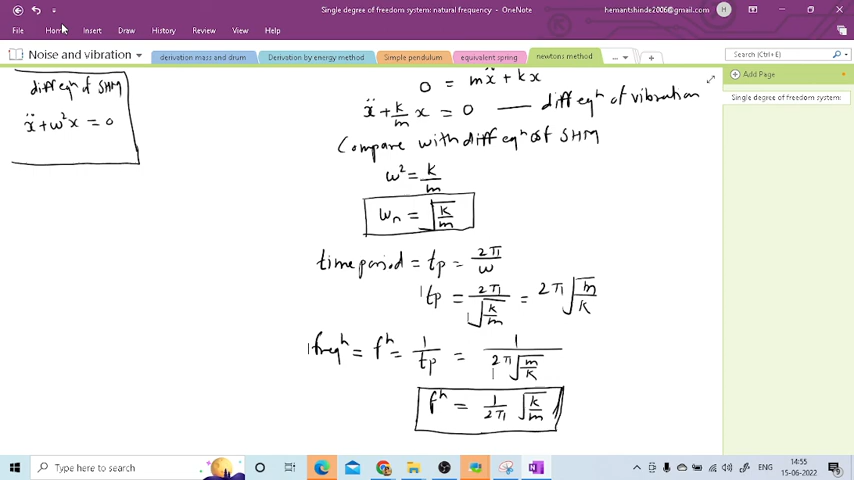 Single degree of freedom system: natural frequency - OneNote
hemantshinde2006@gmail.com
H
File Home Insert Draw History Review View Help
Noise and vibration
derivation mass and drum
Derivation by energy method
Simple pendulum
equivalent spring
newtons method
Search (Ctrl+E)
Add Page
Single degree of freedom system:
diff eqⁿ of SHM
ẍ+ω²x = 0
0 = mẍ+kx
ẍ+k/m x = 0 — diff eqⁿ of vibration
Compare with diff eqⁿ of SHM
ω² = k/m
ωn = √k/m
time period = tp = 2π/ω
tp = 2π/√k/m = 2π√m/k
freqⁿ = fⁿ = 1/tp = 1/2π√m/k
fⁿ = 1/2π √k/m
Type here to search
ENG
14:55
15-06-2022